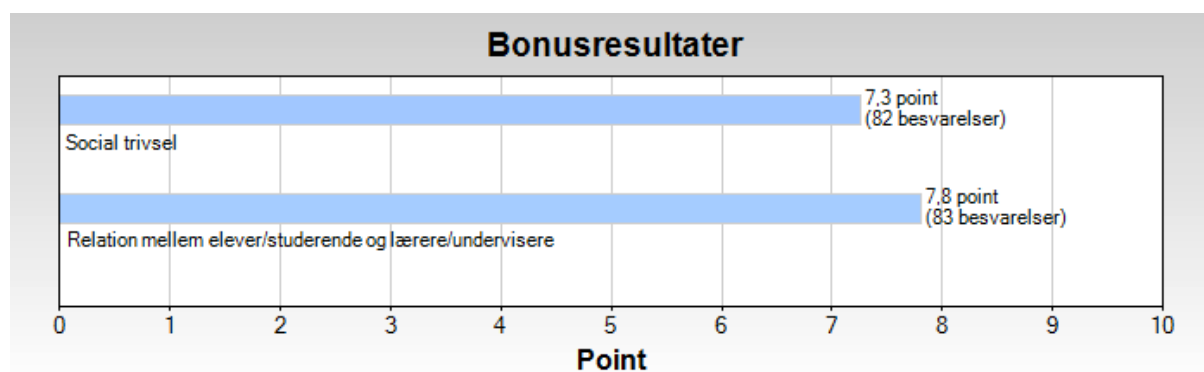 Bonusresultater
7,3 point
(82 besvarelser)
Social trivsel
7,8 point
(83 besvarelser)
Relation mellem elever/studerende og lærere/undervisere
0 1 2 3 4 5 6 7 8 9 10
Point